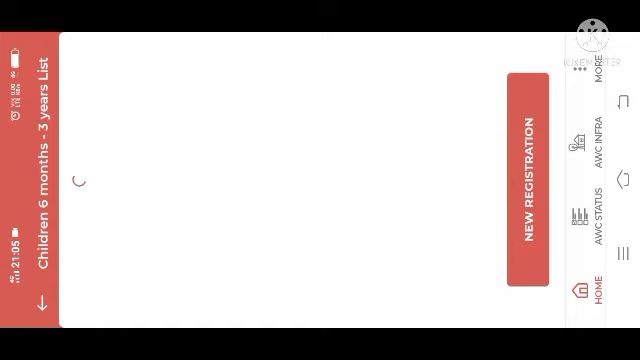 21:05
Children 6 months - 3 years List
NEW REGISTRATION
HOME
AWC STATUS
AWC INFRA
MORE